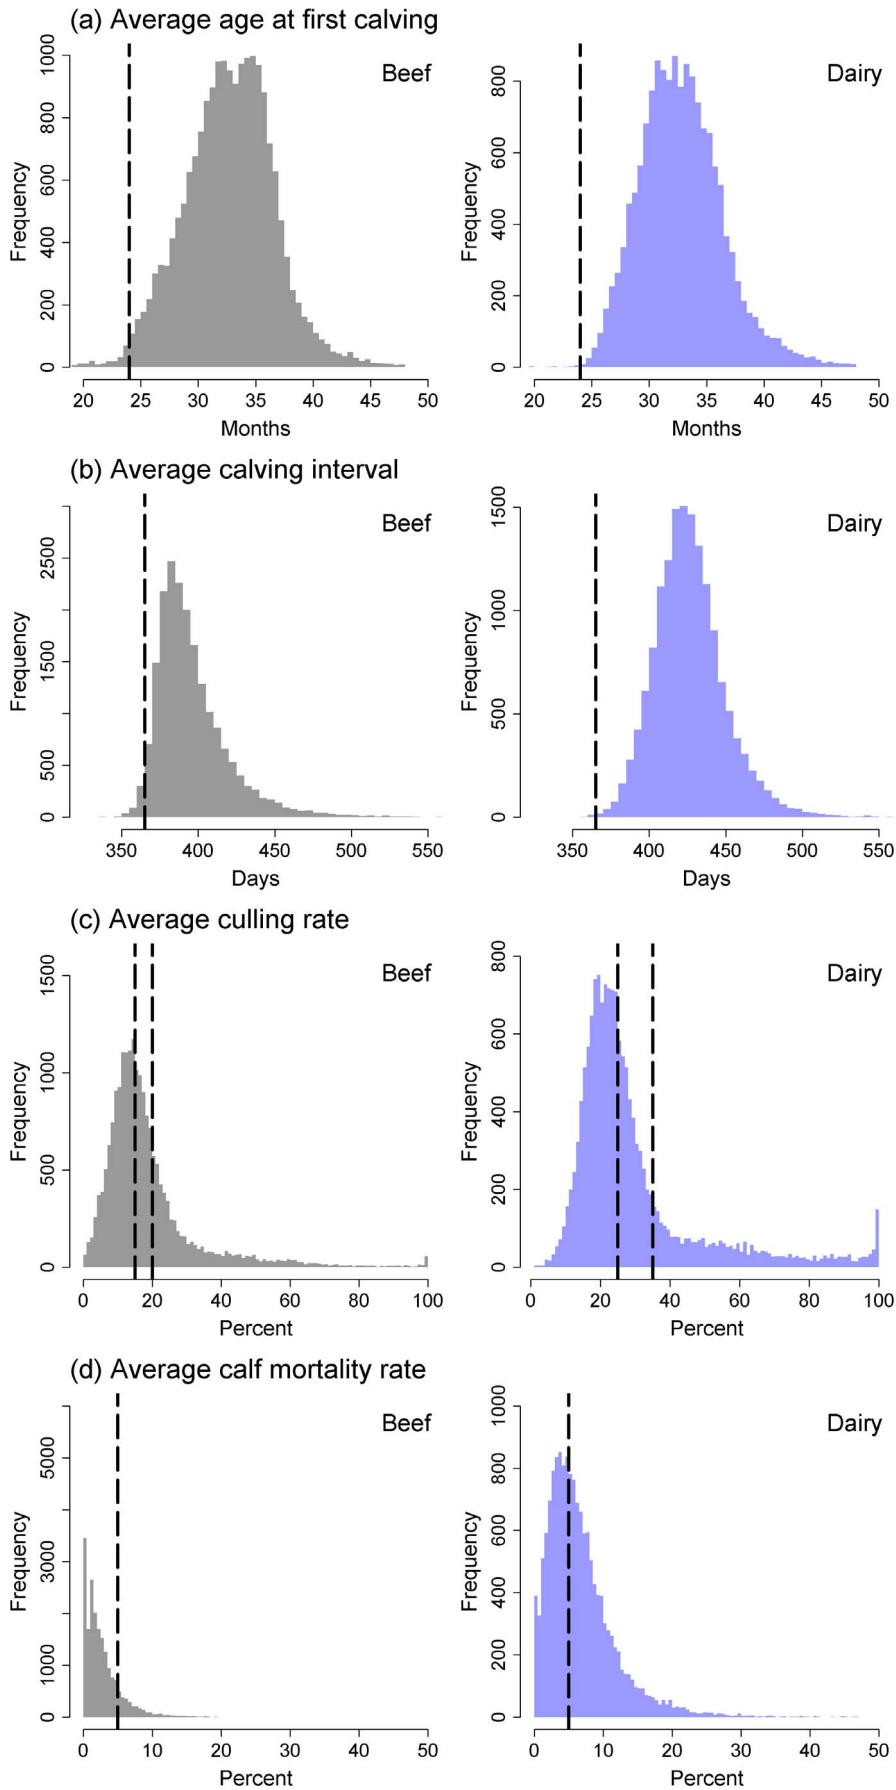 (a) Average age at first calving
Beef
Frequency
0 200 400 600 800 1000
20 25 30 35 40 45 50
Months
Dairy
Frequency
0 200 400 600 800
20 25 30 35 40 45 50
Months
(b) Average calving interval
Beef
Frequency
0 500 1500 2500
350 400 450 500 550
Days
Dairy
Frequency
0 500 1000 1500
350 400 450 500 550
Days
(c) Average culling rate
Beef
Frequency
0 500 1000 1500
0 20 40 60 80 100
Percent
Dairy
Frequency
0 200 400 600 800
0 20 40 60 80 100
Percent
(d) Average calf mortality rate
Beef
Frequency
0 1000 3000 5000
0 10 20 30 40 50
Percent
Dairy
Frequency
0 200 400 600 800 1000
0 10 20 30 40 50
Percent